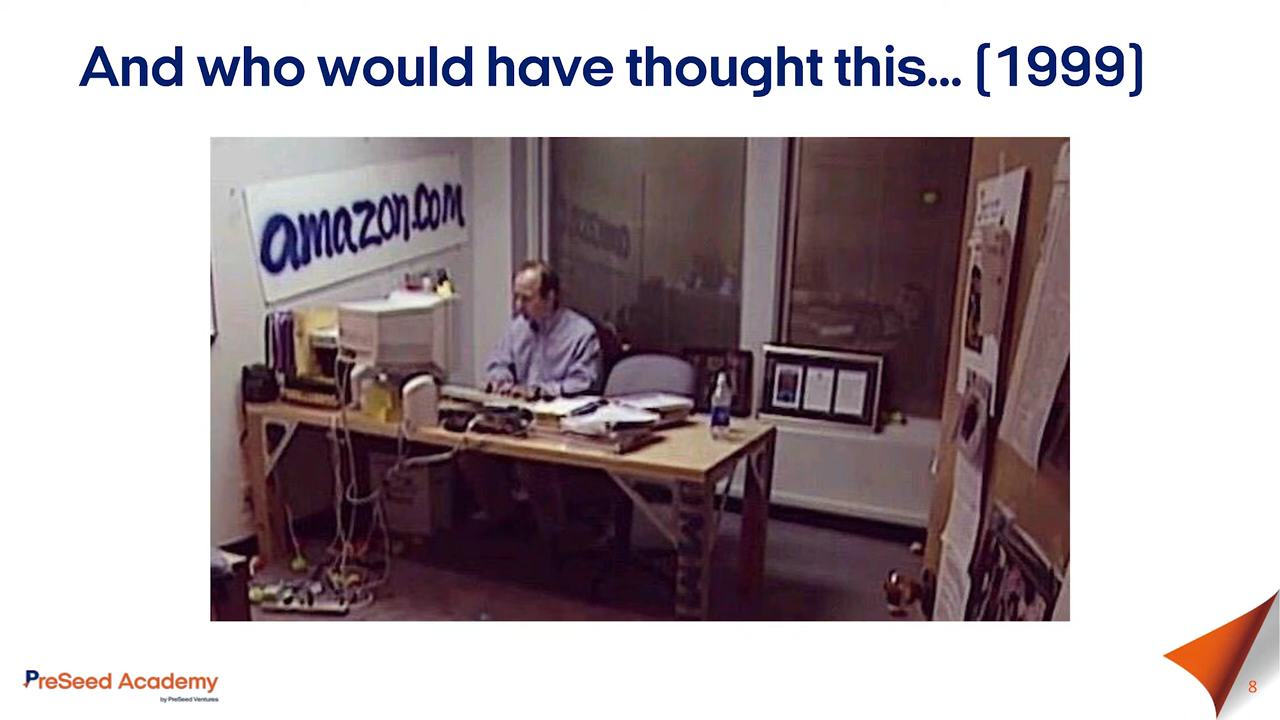 And who would have thought this... (1999)
amazon.com
PreSeed Academy
by PreSeed Ventures
8